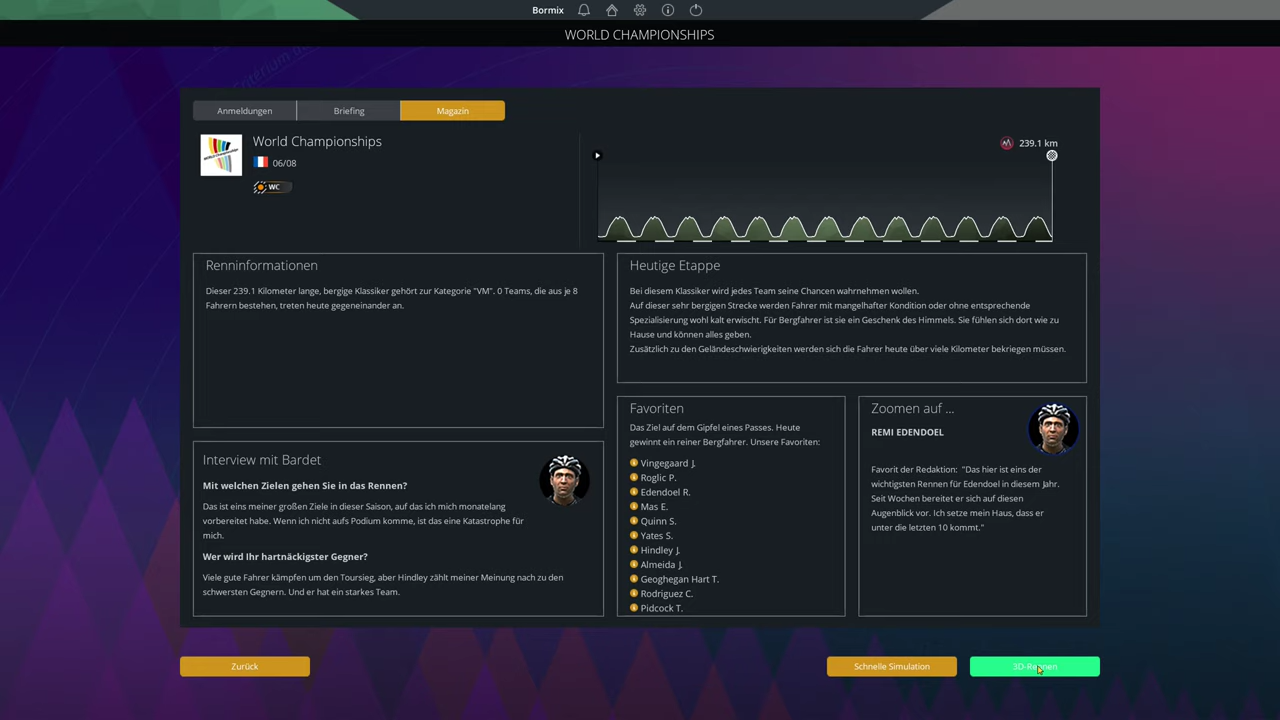 Bormix
WORLD CHAMPIONSHIPS
Anmeldungen
Briefing
Magazin
World Championships
06/08
WC
239.1 km
Renninformationen
Dieser 239.1 Kilometer lange, bergige Klassiker gehört zur Kategorie "VM". 0 Teams, die aus je 8
Fahrern bestehen, treten heute gegeneinander an.
Heutige Etappe
Bei diesem Klassiker wird jedes Team seine Chancen wahrnehmen wollen.
Auf dieser sehr bergigen Strecke werden Fahrer mit mangelhafter Kondition oder ohne entsprechende
Spezialisierung wohl kalt erwischt. Für Bergfahrer ist sie ein Geschenk des Himmels. Sie fühlen sich dort wie zu
Hause und können alles geben.
Zusätzlich zu den Geländeschwierigkeiten werden sich die Fahrer heute über viele Kilometer bekriegen müssen.
Interview mit Bardet
Mit welchen Zielen gehen Sie in das Rennen?
Das ist eins meiner großen Ziele in dieser Saison, auf das ich mich monatelang
vorbereitet habe. Wenn ich nicht aufs Podium komme, ist das eine Katastrophe für
mich.
Wer wird Ihr hartnäckigster Gegner?
Viele gute Fahrer kämpfen um den Toursieg, aber Hindley zählt meiner Meinung nach zu den
schwersten Gegnern. Und er hat ein starkes Team.
Favoriten
Das Ziel auf dem Gipfel eines Passes. Heute
gewinnt ein reiner Bergfahrer. Unsere Favoriten:
Vingegaard J.
Roglic P.
Edendoel R.
Mas E.
Quinn S.
Yates S.
Hindley J.
Almeida J.
Geoghegan Hart T.
Rodriguez C.
Pidcock T.
Zoomen auf ...
REMI EDENDOEL
Favorit der Redaktion: "Das hier ist eins der
wichtigsten Rennen für Edendoel in diesem Jahr.
Seit Wochen bereitet er sich auf diesen
Augenblick vor. Ich setze mein Haus, dass er
unter die letzten 10 kommt."
Zurück
Schnelle Simulation
3D-Rennen